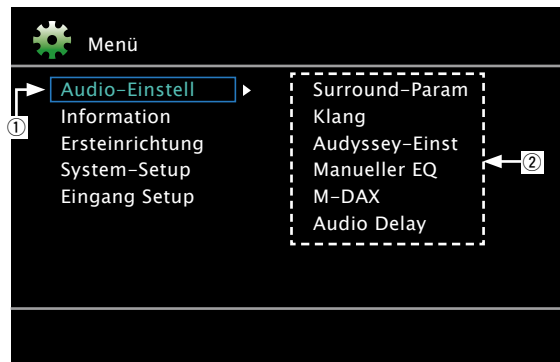 Menü
Audio-Einstell
Information
Ersteinrichtung
System-Setup
Eingang Setup
Surround-Param
Klang
Audyssey-Einst
Manueller EQ
M-DAX
Audio Delay
①
②